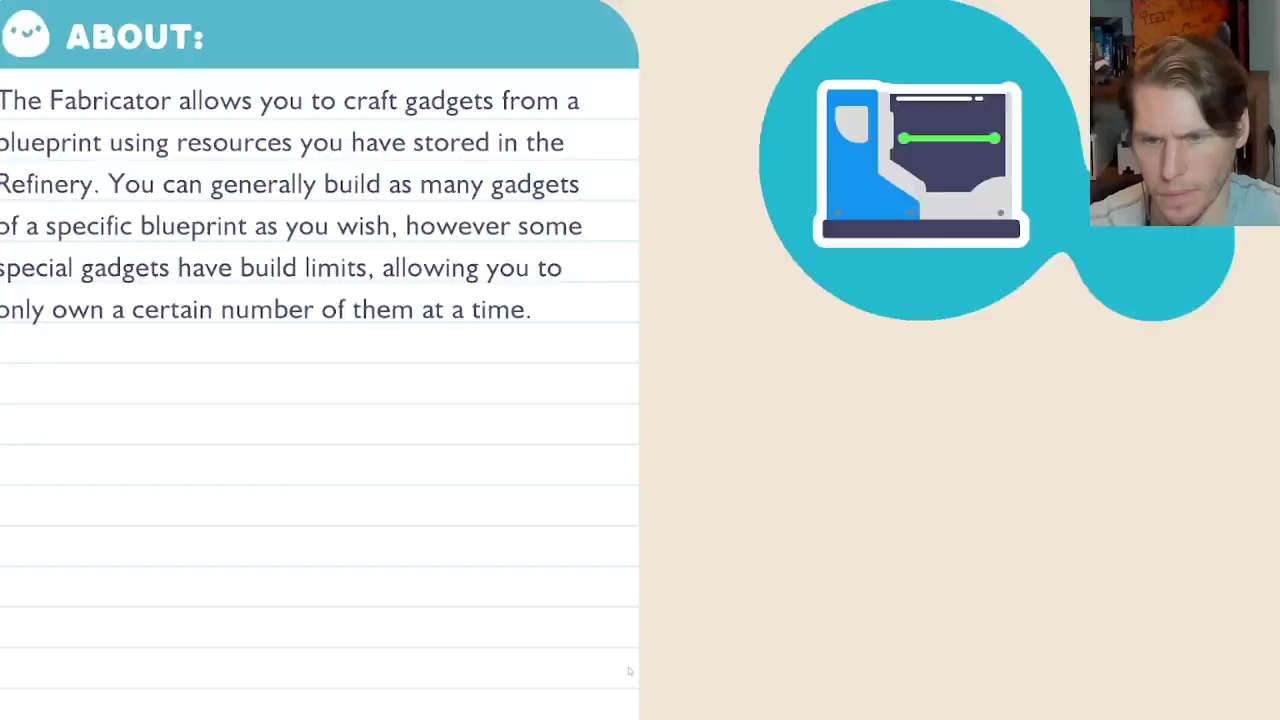 ABOUT:
The Fabricator allows you to craft gadgets from a
blueprint using resources you have stored in the
Refinery. You can generally build as many gadgets
of a specific blueprint as you wish, however some
special gadgets have build limits, allowing you to
only own a certain number of them at a time.